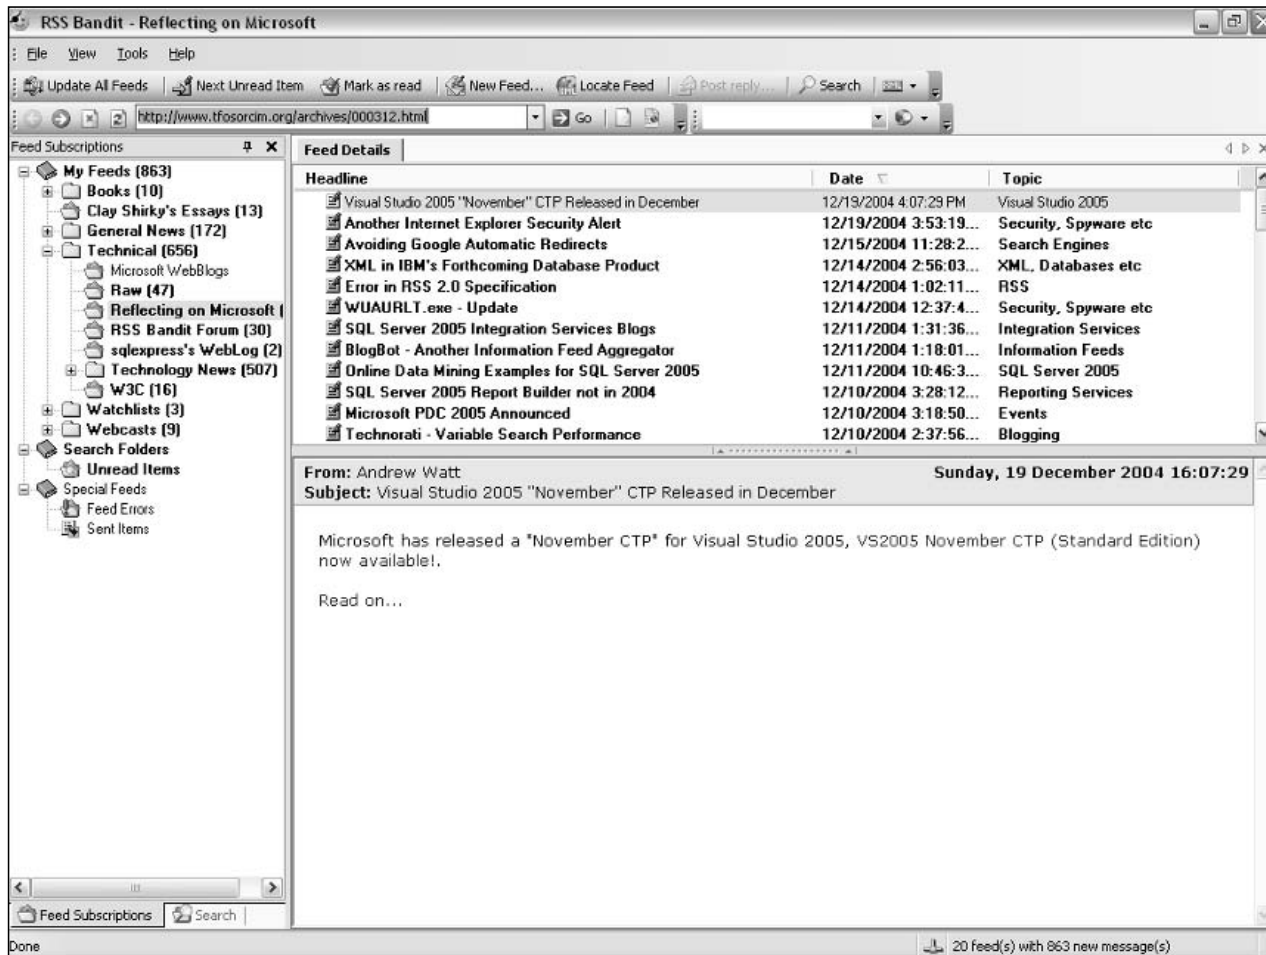 RSS Bandit - Reflecting on Microsoft
File View Tools Help
Update All Feeds Next Unread Item Mark as read New Feed... Locate Feed Post reply... Search
http://www.tfosorcim.org/archives/000312.html Go
Feed Subscriptions
My Feeds (863)
Books (10)
Clay Shirky's Essays (13)
General News (172)
Technical (656)
Microsoft WebBlogs
Raw (47)
Reflecting on Microsoft (
RSS Bandit Forum (30)
sqlexpress's WebLog (2)
Technology News (507)
W3C (16)
Watchlists (3)
Webcasts (9)
Search Folders
Unread Items
Special Feeds
Feed Errors
Sent Items
Feed Subscriptions Search
Feed Details
Headline Date Topic
Visual Studio 2005 "November" CTP Released in December 12/19/2004 4:07:29 PM Visual Studio 2005
Another Internet Explorer Security Alert 12/19/2004 3:53:19... Security, Spyware etc
Avoiding Google Automatic Redirects 12/15/2004 11:28:2... Search Engines
XML in IBM's Forthcoming Database Product 12/14/2004 2:56:03... XML, Databases etc
Error in RSS 2.0 Specification 12/14/2004 1:02:11... RSS
WUAURLT.exe - Update 12/14/2004 12:37:4... Security, Spyware etc
SQL Server 2005 Integration Services Blogs 12/11/2004 1:31:36... Integration Services
BlogBot - Another Information Feed Aggregator 12/11/2004 1:18:01... Information Feeds
Online Data Mining Examples for SQL Server 2005 12/11/2004 10:46:3... SQL Server 2005
SQL Server 2005 Report Builder not in 2004 12/10/2004 3:28:12... Reporting Services
Microsoft PDC 2005 Announced 12/10/2004 3:18:50... Events
Technorati - Variable Search Performance 12/10/2004 2:37:56... Blogging
From: Andrew Watt Sunday, 19 December 2004 16:07:29
Subject: Visual Studio 2005 "November" CTP Released in December
Microsoft has released a "November CTP" for Visual Studio 2005, VS2005 November CTP (Standard Edition)
now available!.
Read on...
Done 20 feed(s) with 863 new message(s)